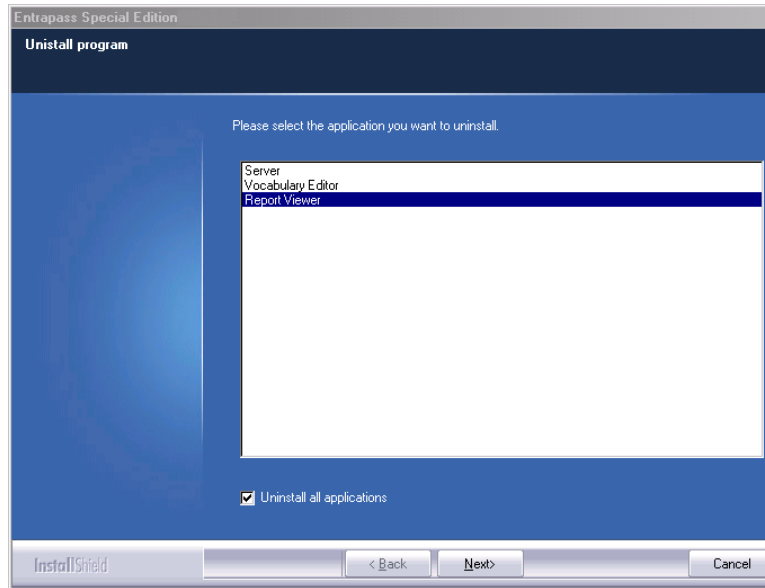 Entrapass Special Edition
Unistall program
Please select the application you want to uninstall.
Server
Vocabulary Editor
Report Viewer
Uninstall all applications
InstallShield
< Back
Next>
Cancel